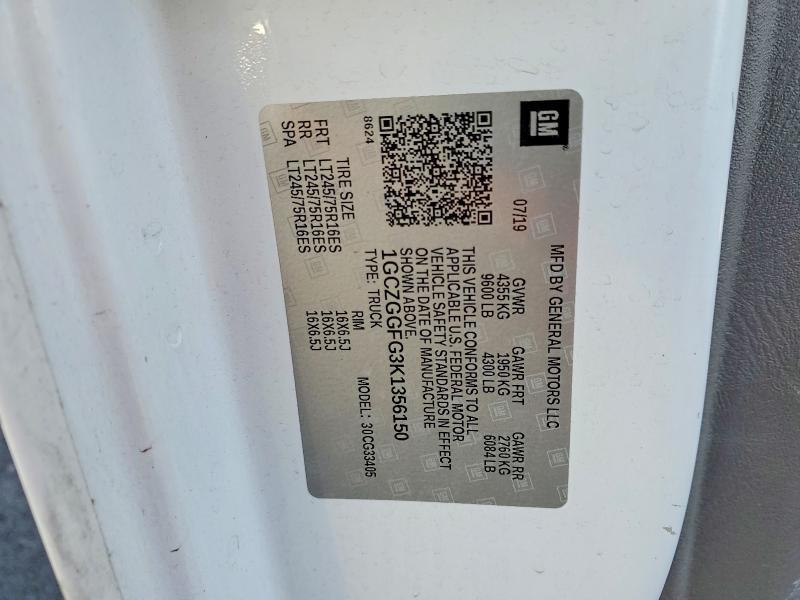 GM
MFD BY GENERAL MOTORS LLC
07/19
GVWR GAWR FRT GAWR RR
4355 KG 1950 KG 2760 KG
9600 LB 4300 LB 6084 LB
THIS VEHICLE CONFORMS TO ALL
APPLICABLE U.S. FEDERAL MOTOR
VEHICLE SAFETY STANDARDS IN EFFECT
ON THE DATE OF MANUFACTURE
SHOWN ABOVE.
1GCZGGFG3K1356150
8624
TYPE: TRUCK MODEL: 30CG33405
TIRE SIZE RIM
FRT LT245/75R16ES 16X6.5J
RR LT245/75R16ES 16X6.5J
SPA LT245/75R16ES 16X6.5J